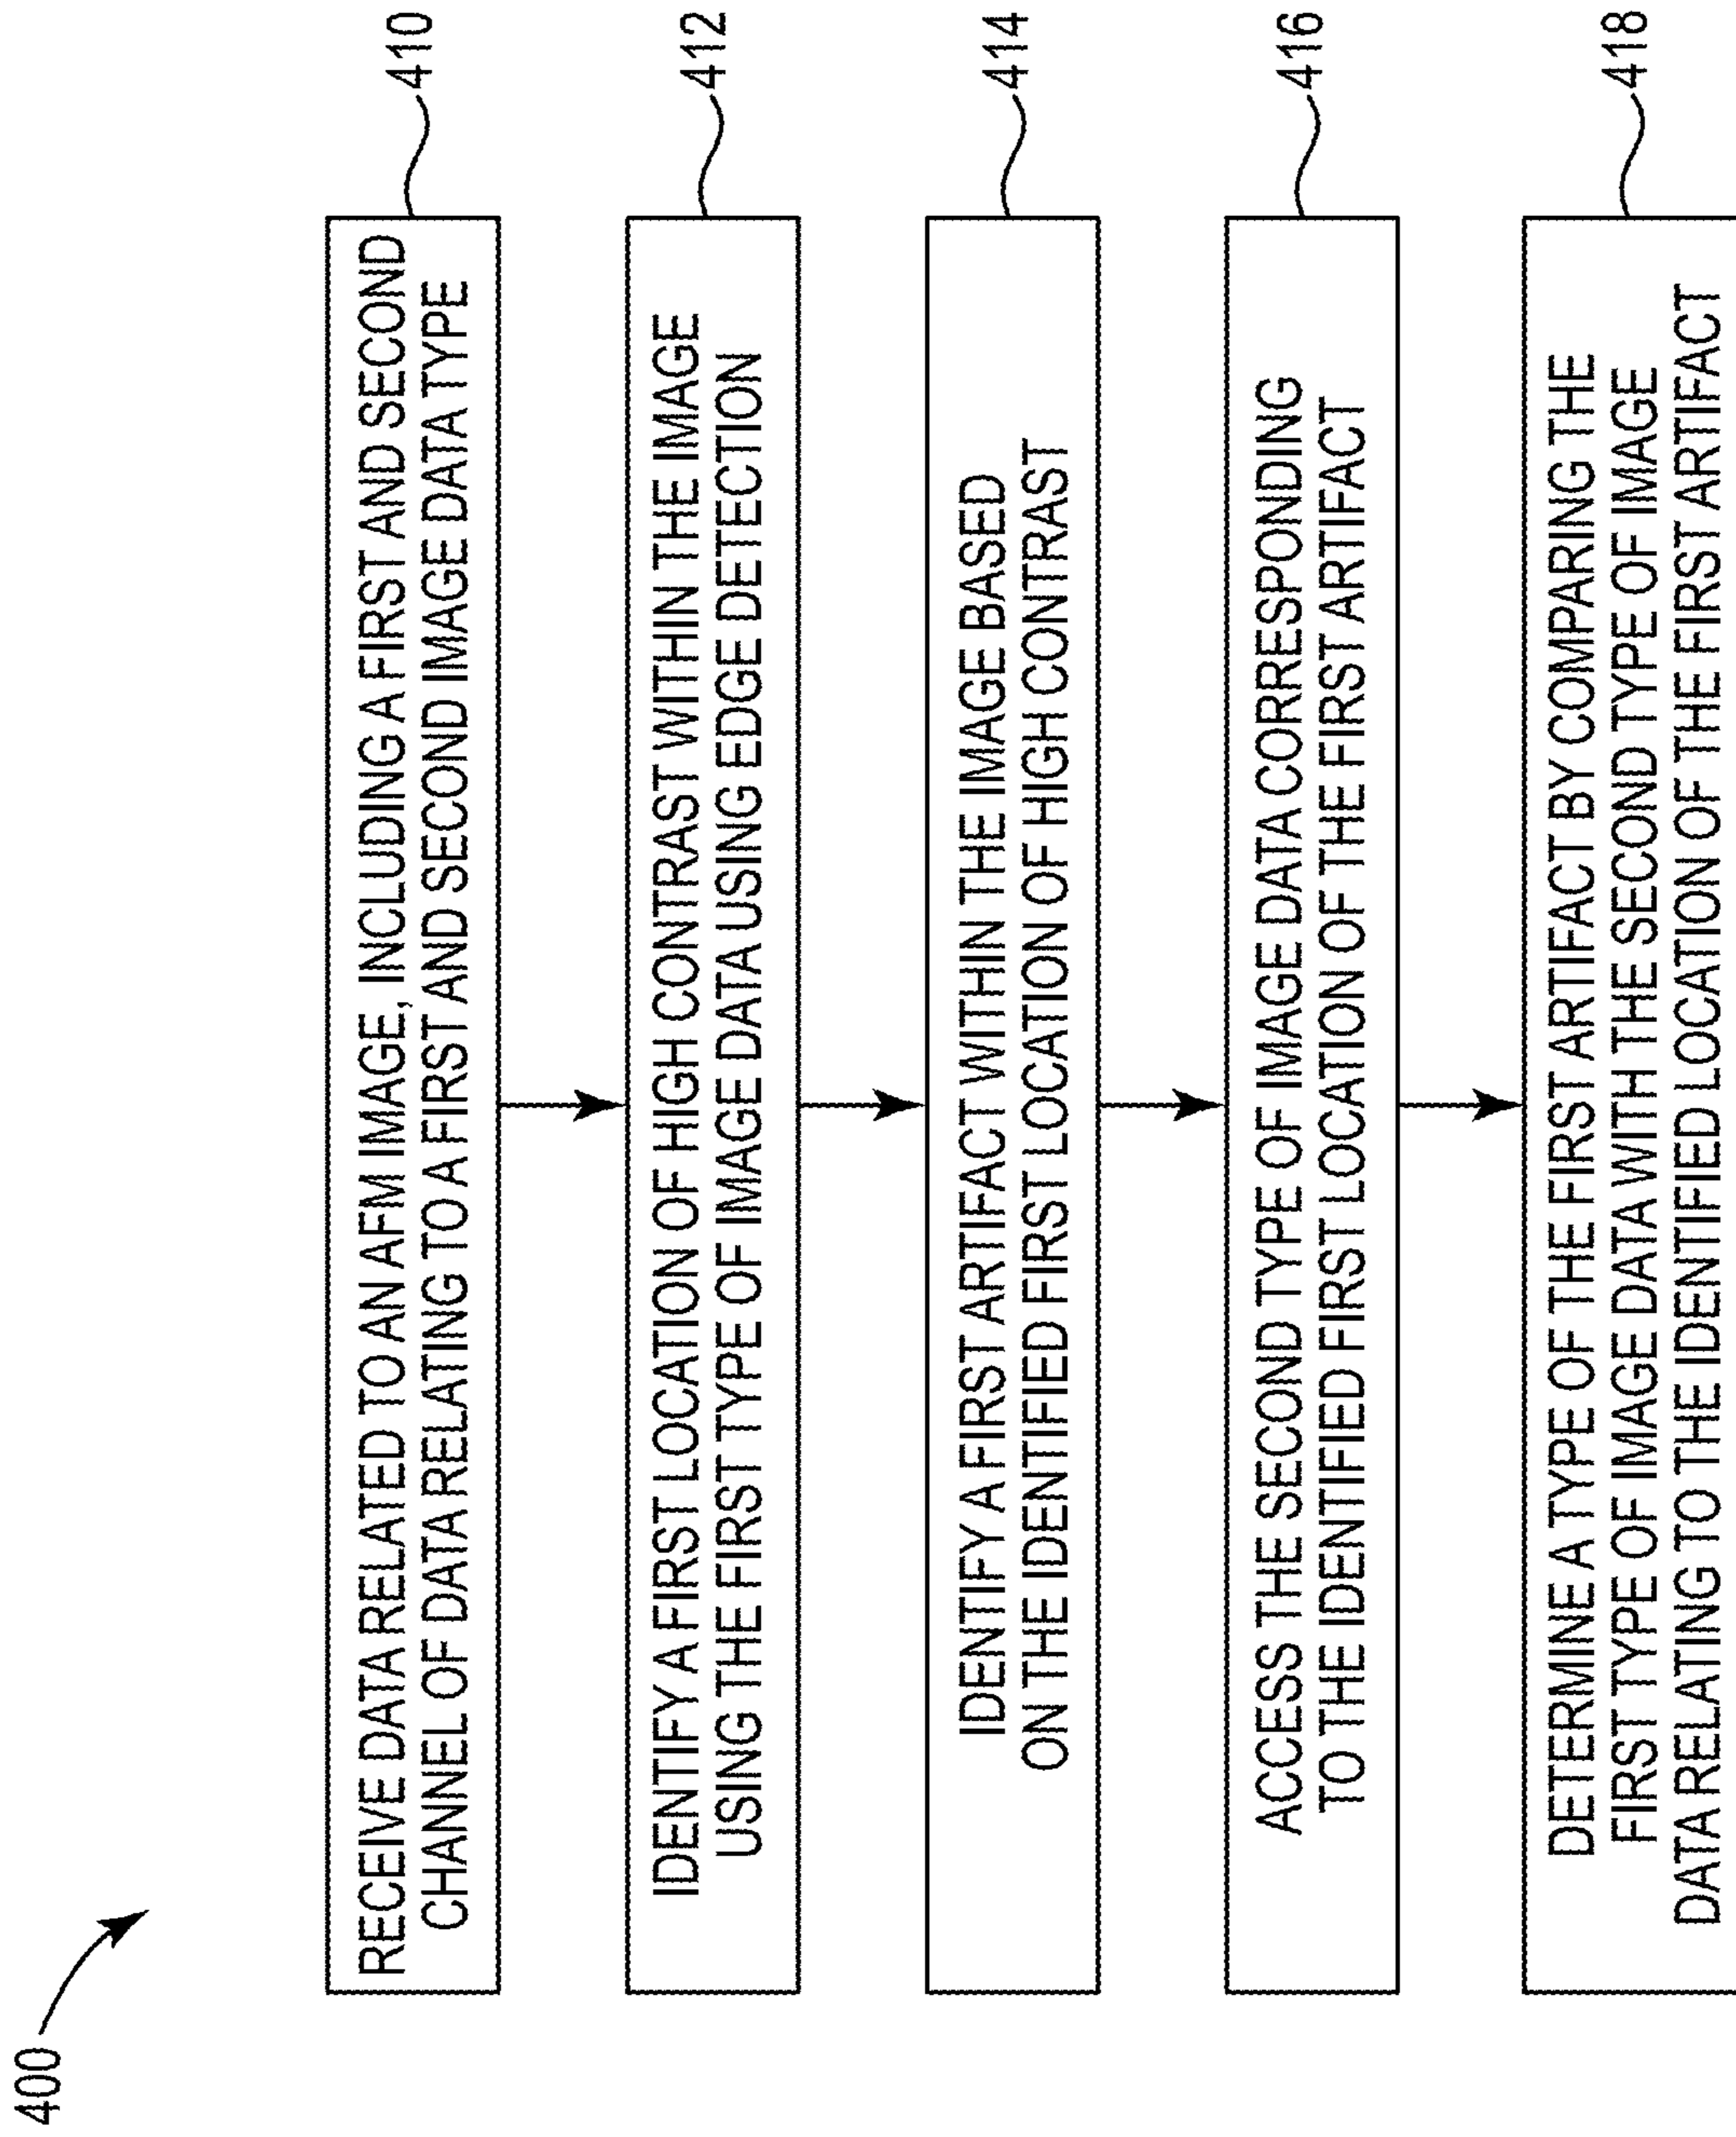 400
RECEIVE DATA RELATED TO AN AFM IMAGE, INCLUDING A FIRST AND SECOND
CHANNEL OF DATA RELATING TO A FIRST AND SECOND IMAGE DATA TYPE
410
IDENTIFY A FIRST LOCATION OF HIGH CONTRAST WITHIN THE IMAGE
USING THE FIRST TYPE OF IMAGE DATA USING EDGE DETECTION
412
IDENTIFY A FIRST ARTIFACT WITHIN THE IMAGE BASED
ON THE IDENTIFIED FIRST LOCATION OF HIGH CONTRAST
414
ACCESS THE SECOND TYPE OF IMAGE DATA CORRESPONDING
TO THE IDENTIFIED FIRST LOCATION OF THE FIRST ARTIFACT
416
DETERMINE A TYPE OF THE FIRST ARTIFACT BY COMPARING THE
FIRST TYPE OF IMAGE DATA WITH THE SECOND TYPE OF IMAGE
DATA RELATING TO THE IDENTIFIED LOCATION OF THE FIRST ARTIFACT
418